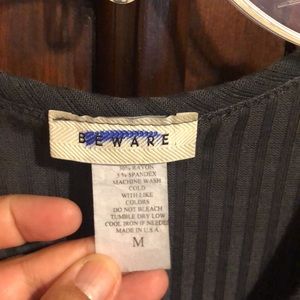 BEWARE
RAYON
5 % SPANDEX
MACHINE WASH
COLD
WITH LIKE
COLORS
DO NOT BLEACH
TUMBLE DRY LOW
COOL IRON IF NEEDED
MADE IN U.S.A.
M